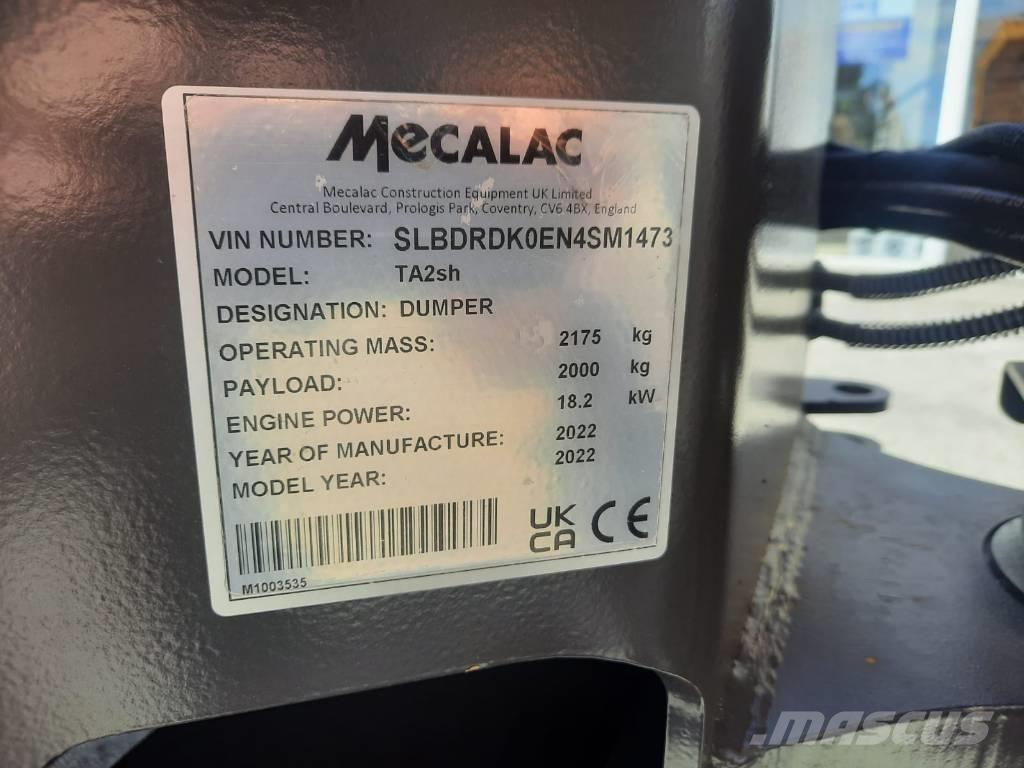 MeCALAC
Mecalac Construction Equipment UK Limited
Central Boulevard, Prologis Park, Coventry, CV6 4BX, England
VIN NUMBER: SLBDRDK0EN4SM1473
MODEL: TA2sh
DESIGNATION: DUMPER
OPERATING MASS: 2175 kg
PAYLOAD: 2000 kg
ENGINE POWER: 18.2 kW
YEAR OF MANUFACTURE: 2022
MODEL YEAR: 2022
UK
CA CE
M1003535
MASCUS